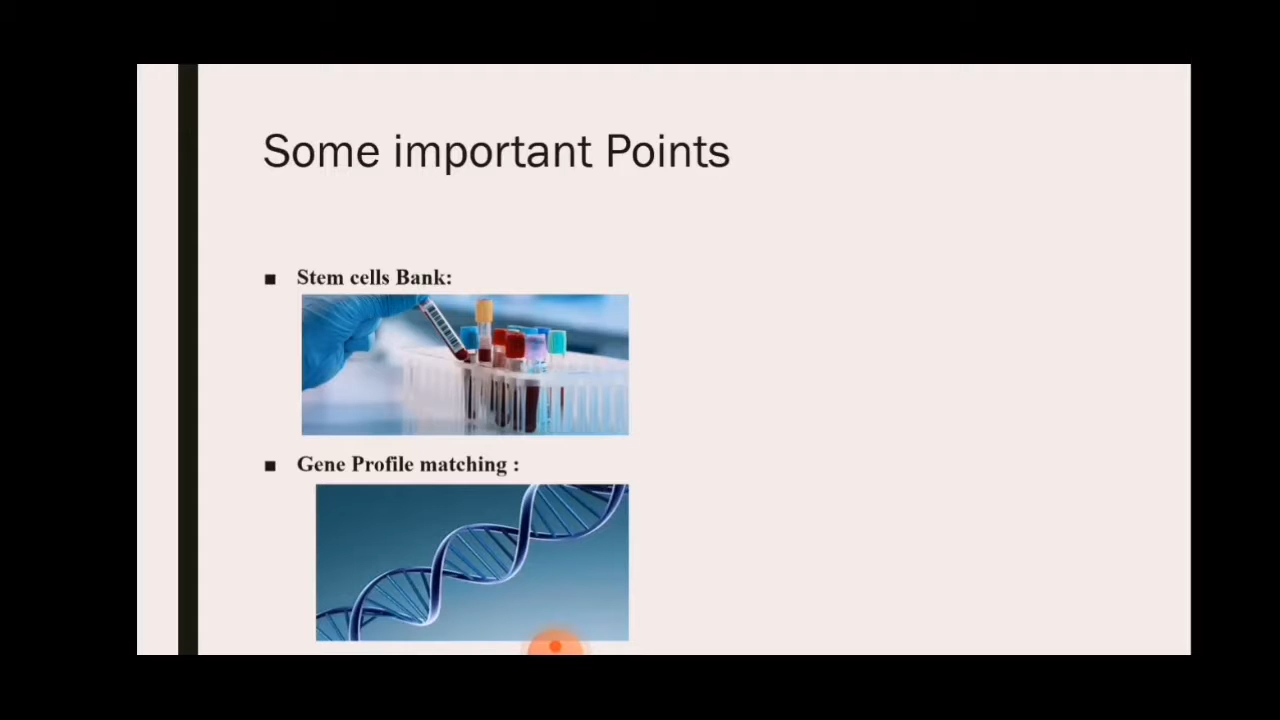 Some important Points
Stem cells Bank:
Gene Profile matching :